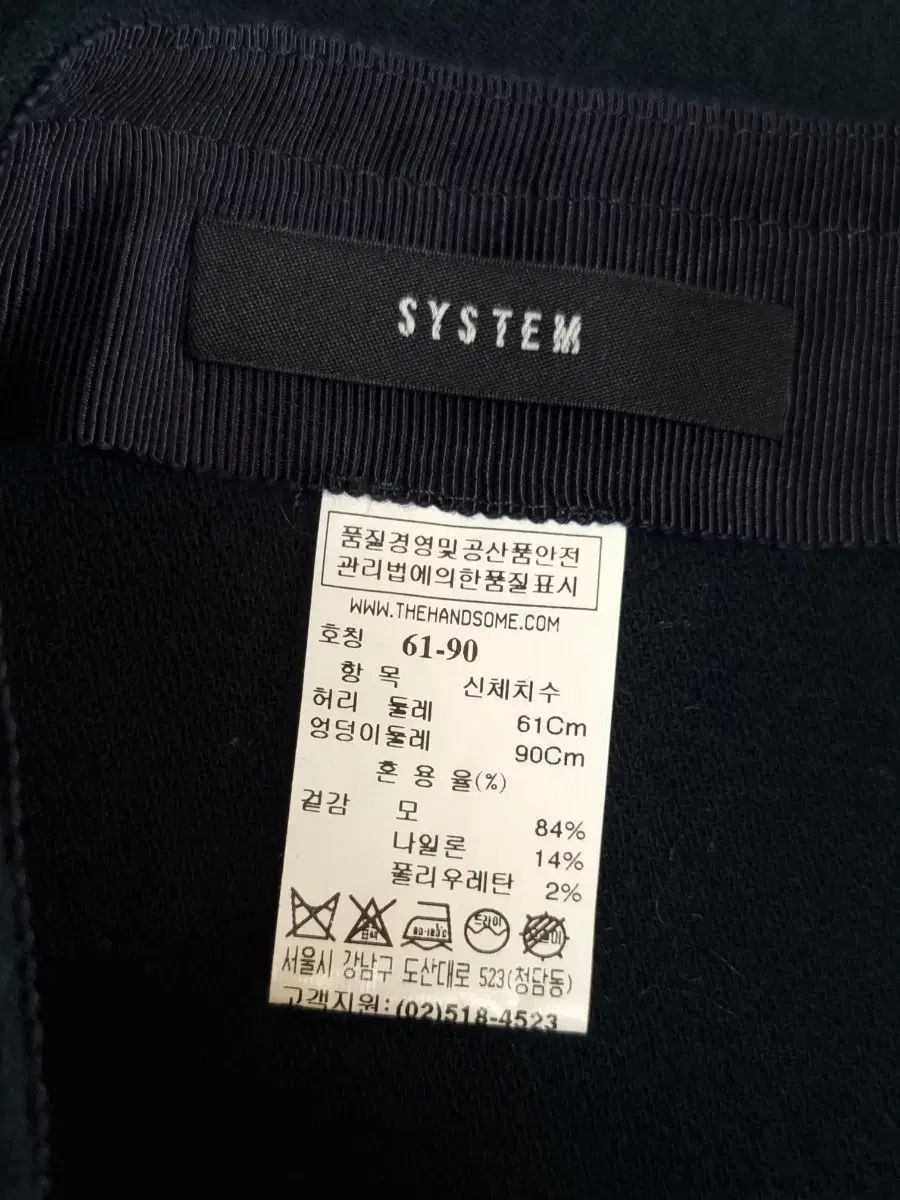 SYSTEM
품질경영및공산품안전
관리법에의한품질표시
WWW.THEHANDSOME.COM
호칭 61-90
항 목 신체치수
허리 둘레 61Cm
엉덩이둘레 90Cm
혼 용 율(%)
겉감 모 84%
나일론 14%
폴리우레탄 2%
드라이
서울시 강남구 도산대로 523(청담동)
고객지원: (02)518-4523